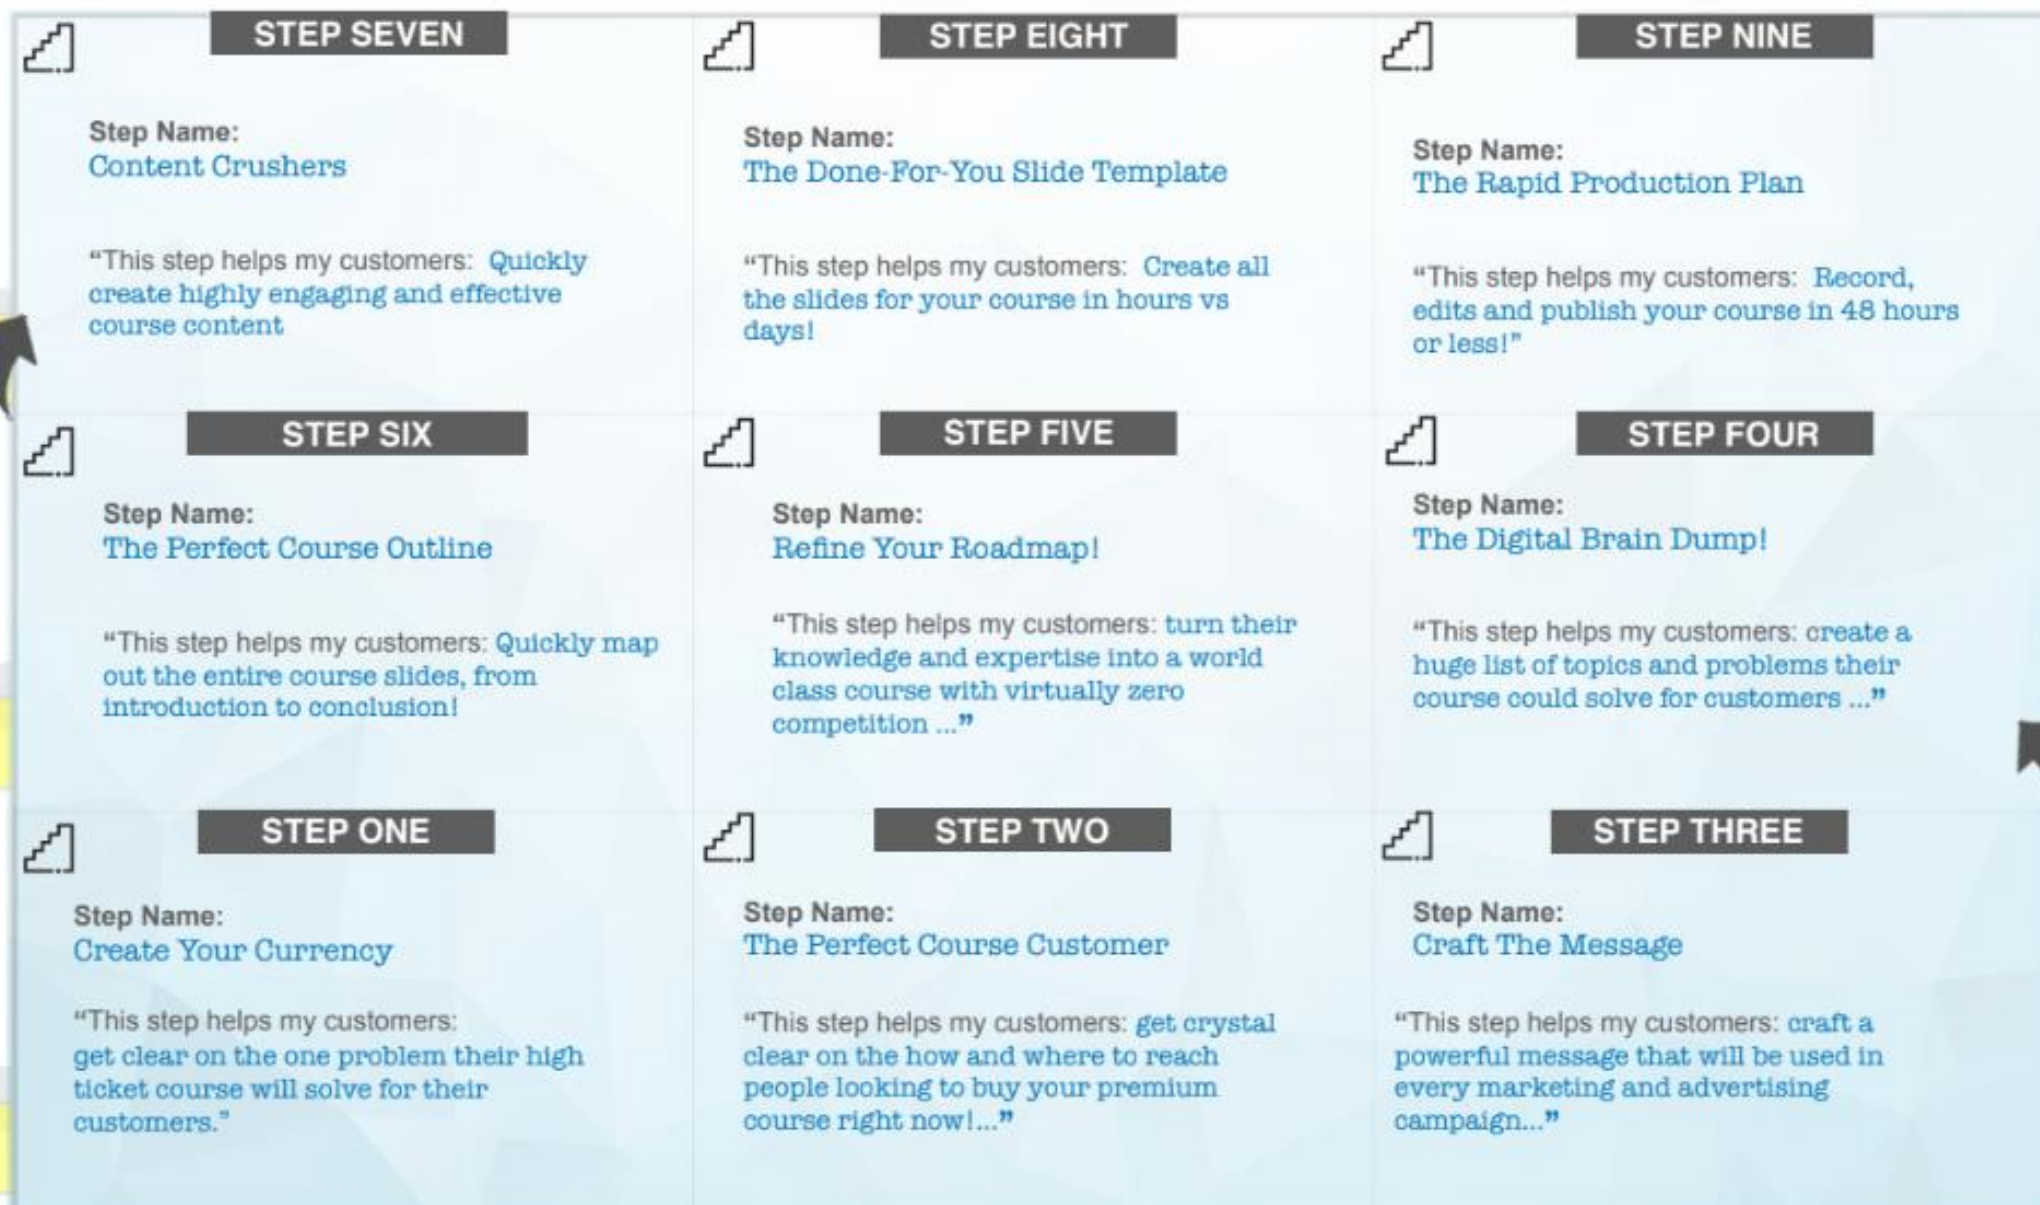 STEP SEVEN
Step Name:
Content Crushers
“This step helps my customers: Quickly
create highly engaging and effective
course content
STEP EIGHT
Step Name:
The Done-For-You Slide Template
“This step helps my customers: Create all
the slides for your course in hours vs
days!
STEP NINE
Step Name:
The Rapid Production Plan
“This step helps my customers: Record,
edits and publish your course in 48 hours
or less!”
STEP SIX
Step Name:
The Perfect Course Outline
“This step helps my customers: Quickly map
out the entire course slides, from
introduction to conclusion!
STEP FIVE
Step Name:
Refine Your Roadmap!
“This step helps my customers: turn their
knowledge and expertise into a world
class course with virtually zero
competition ...”
STEP FOUR
Step Name:
The Digital Brain Dump!
“This step helps my customers: create a
huge list of topics and problems their
course could solve for customers ...”
STEP ONE
Step Name:
Create Your Currency
“This step helps my customers:
get clear on the one problem their high
ticket course will solve for their
customers.”
STEP TWO
Step Name:
The Perfect Course Customer
“This step helps my customers: get crystal
clear on the how and where to reach
people looking to buy your premium
course right now!...”
STEP THREE
Step Name:
Craft The Message
“This step helps my customers: craft a
powerful message that will be used in
every marketing and advertising
campaign...”